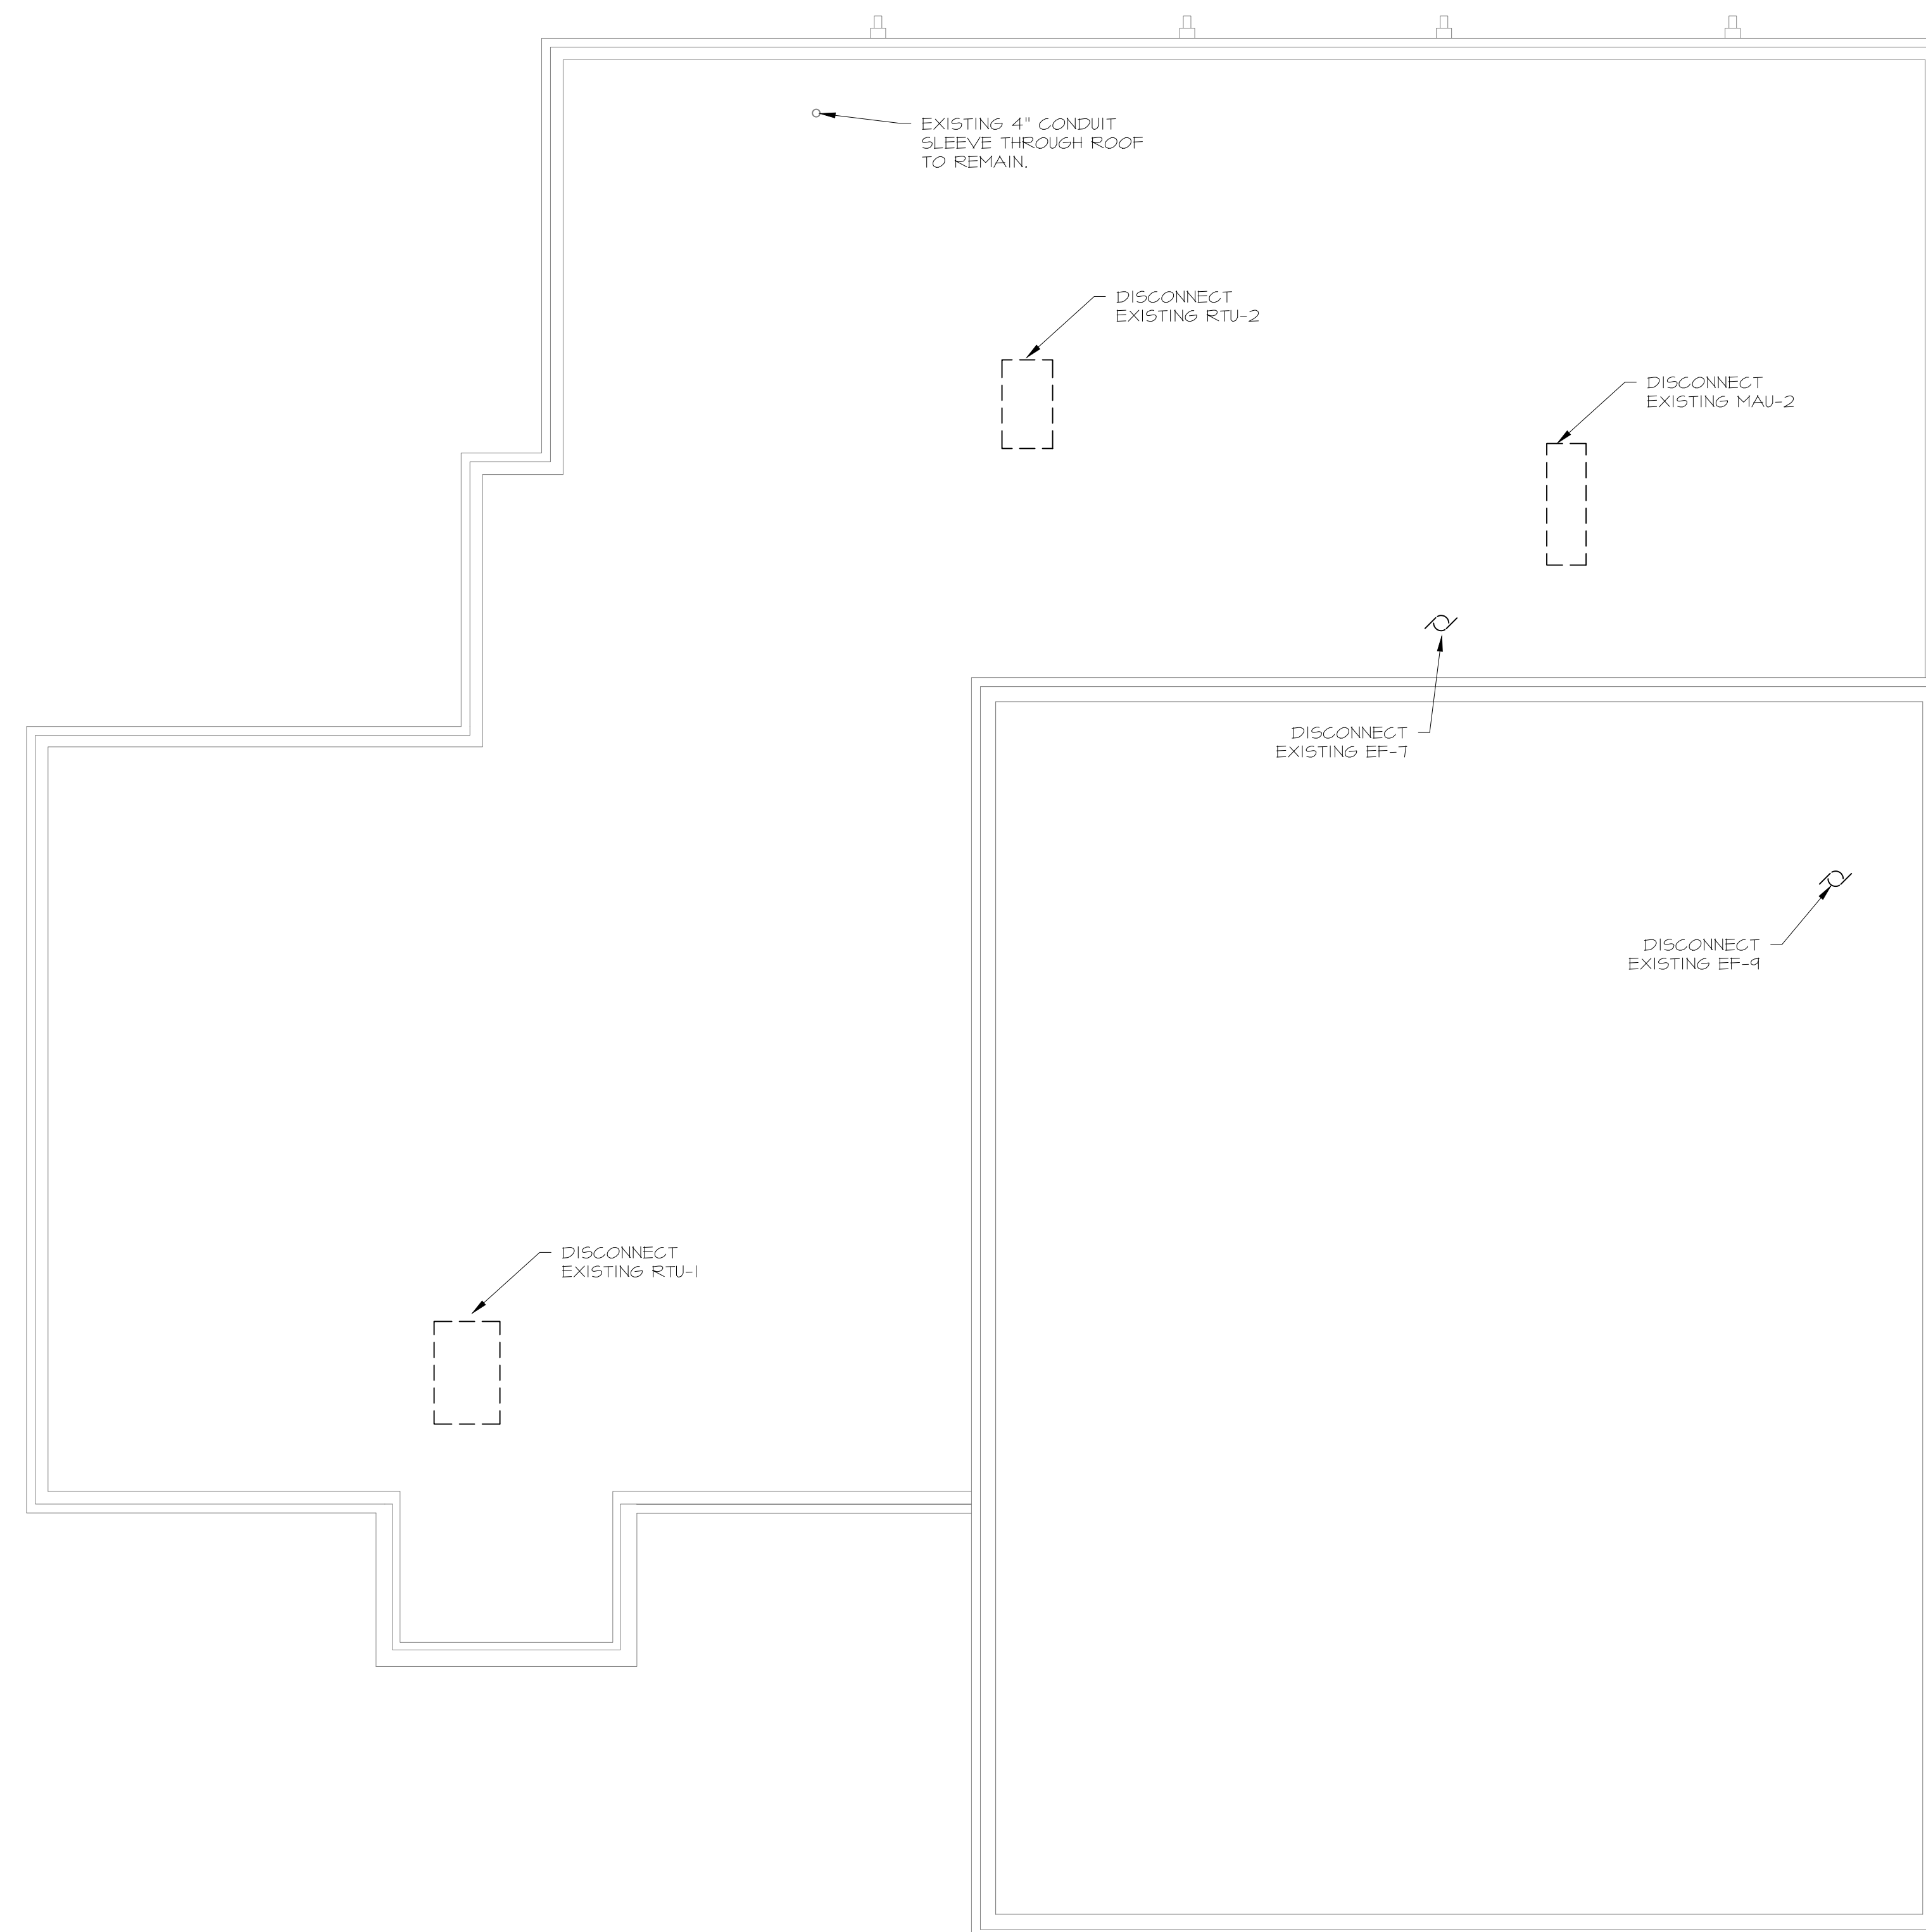 EXISTING 4" CONDUIT
SLEEVE THROUGH ROOF
TO REMAIN.
DISCONNECT
EXISTING RTU-2
DISCONNECT
EXISTING MAU-2
DISCONNECT
EXISTING EF-7
DISCONNECT
EXISTING EF-9
DISCONNECT
EXISTING RTU-1